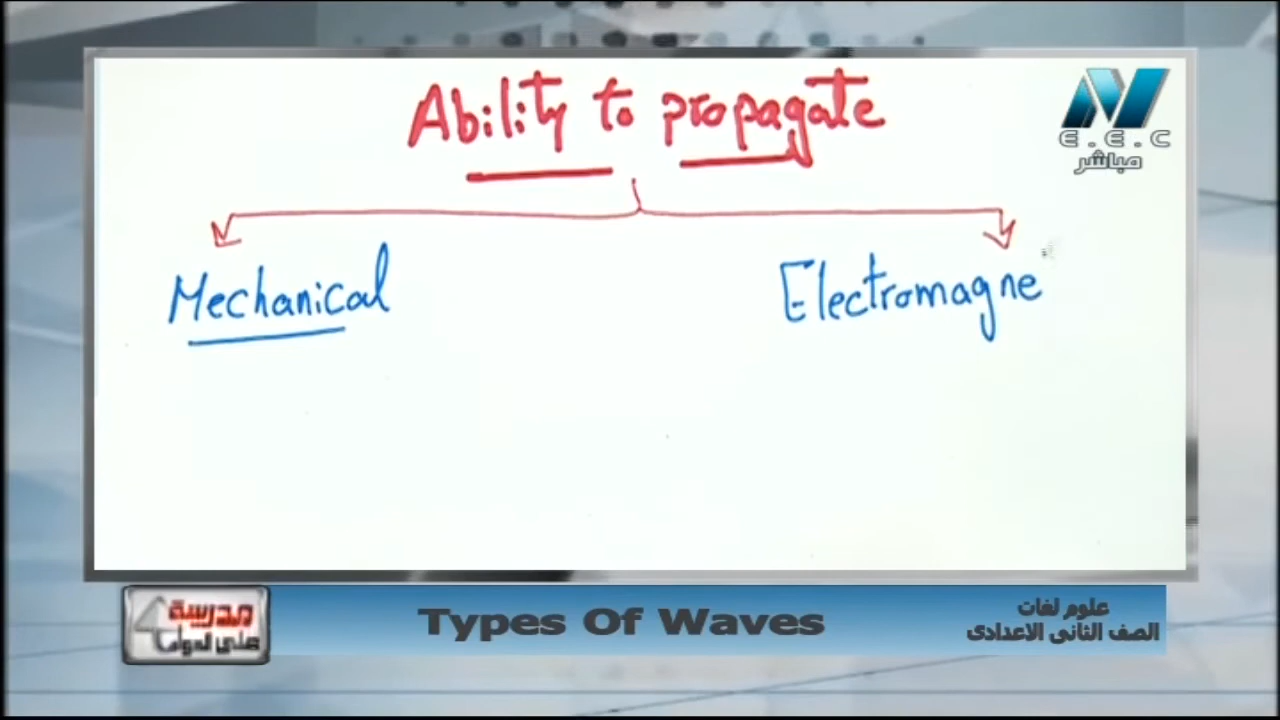 Ability to propagate
E.E.C
مباشر
Mechanical
Electromagne
مدرسة
على الهواء
Types Of Waves
علوم لغات
الصف الثانى الاعدادى